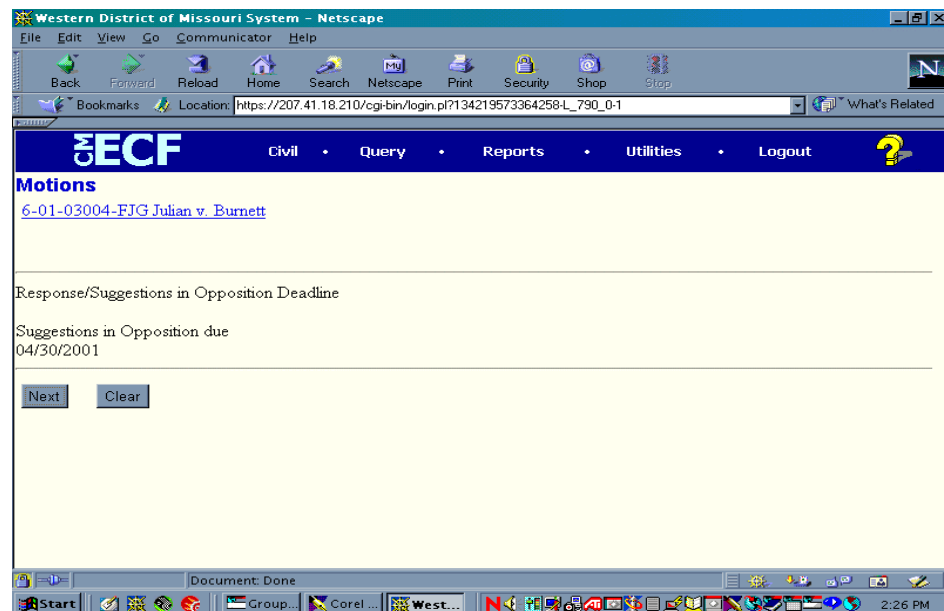 Western District of Missouri System - Netscape
File Edit View Go Communicator Help
Back Forward Reload Home Search Netscape Print Security Shop Stop
My
N
Bookmarks Location: https://207.41.18.210/cgi-bin/login.pl?134219573364258-L_790_0-1 What's Related
CM ECF Civil • Query • Reports • Utilities • Logout ?
Motions
6-01-03004-FJG Julian v. Burnett
Response/Suggestions in Opposition Deadline
Suggestions in Opposition due
04/30/2001
Next Clear
Document: Done
Start Group... Corel ... West... N 2:26 PM